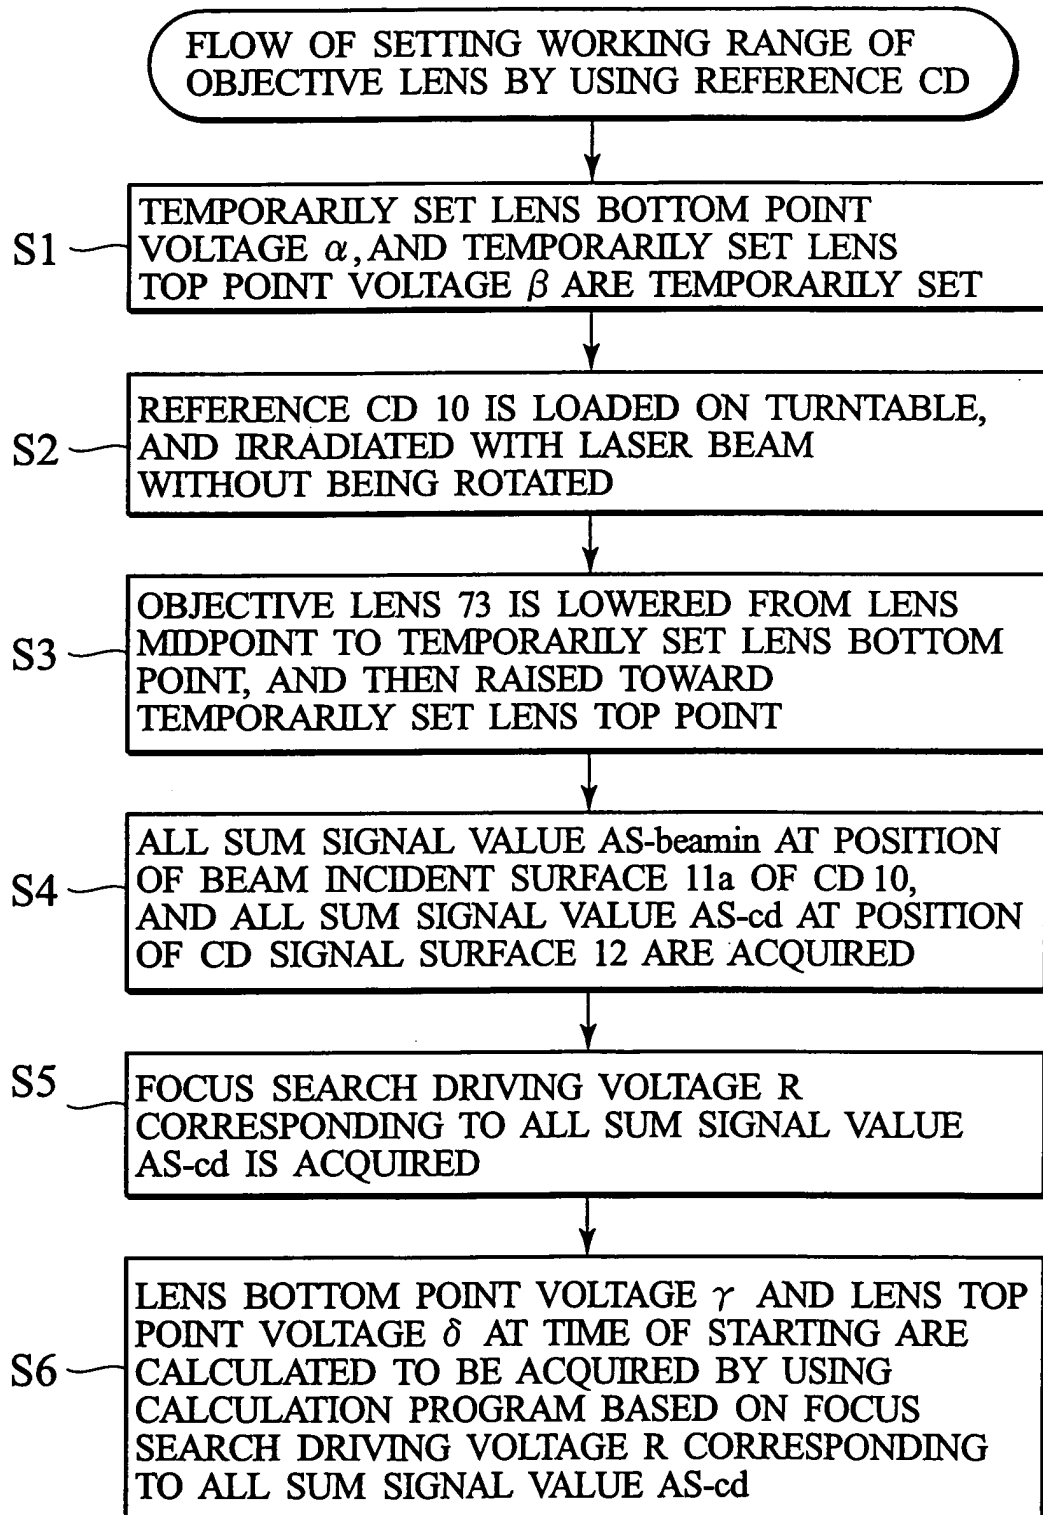 FLOW OF SETTING WORKING RANGE OF
OBJECTIVE LENS BY USING REFERENCE CD
S1
TEMPORARILY SET LENS BOTTOM POINT
VOLTAGE α, AND TEMPORARILY SET LENS
TOP POINT VOLTAGE β ARE TEMPORARILY SET
S2
REFERENCE CD 10 IS LOADED ON TURNTABLE,
AND IRRADIATED WITH LASER BEAM
WITHOUT BEING ROTATED
S3
OBJECTIVE LENS 73 IS LOWERED FROM LENS
MIDPOINT TO TEMPORARILY SET LENS BOTTOM
POINT, AND THEN RAISED TOWARD
TEMPORARILY SET LENS TOP POINT
S4
ALL SUM SIGNAL VALUE AS-beamin AT POSITION
OF BEAM INCIDENT SURFACE 11a OF CD 10,
AND ALL SUM SIGNAL VALUE AS-cd AT POSITION
OF CD SIGNAL SURFACE 12 ARE ACQUIRED
S5
FOCUS SEARCH DRIVING VOLTAGE R
CORRESPONDING TO ALL SUM SIGNAL VALUE
AS-cd IS ACQUIRED
S6
LENS BOTTOM POINT VOLTAGE γ AND LENS TOP
POINT VOLTAGE δ AT TIME OF STARTING ARE
CALCULATED TO BE ACQUIRED BY USING
CALCULATION PROGRAM BASED ON FOCUS
SEARCH DRIVING VOLTAGE R CORRESPONDING
TO ALL SUM SIGNAL VALUE AS-cd